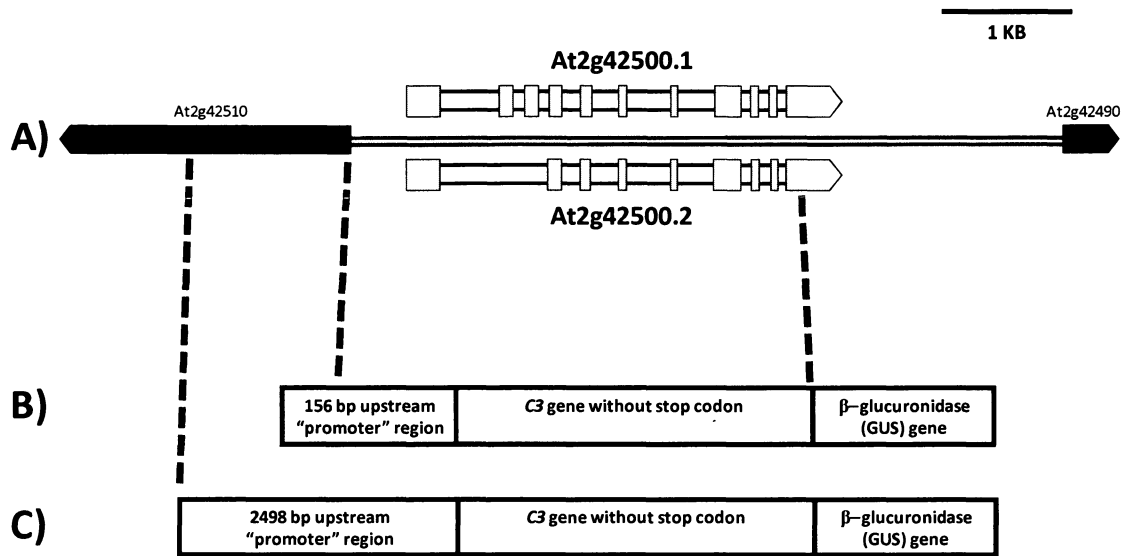 1 KB
At2g42500.1
At2g42510
At2g42490
A)
At2g42500.2
B)
156 bp upstream
"promoter" region
C3 gene without stop codon
β–glucuronidase
(GUS) gene
C)
2498 bp upstream
"promoter" region
C3 gene without stop codon
β–glucuronidase
(GUS) gene